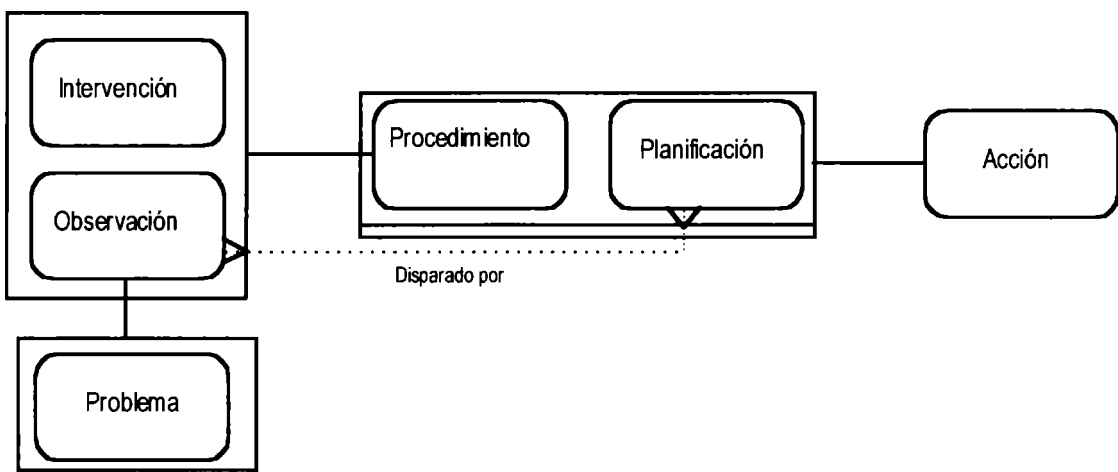 Intervención
Procedimiento
Planificación
Acción
Observación
Disparado por
Problema